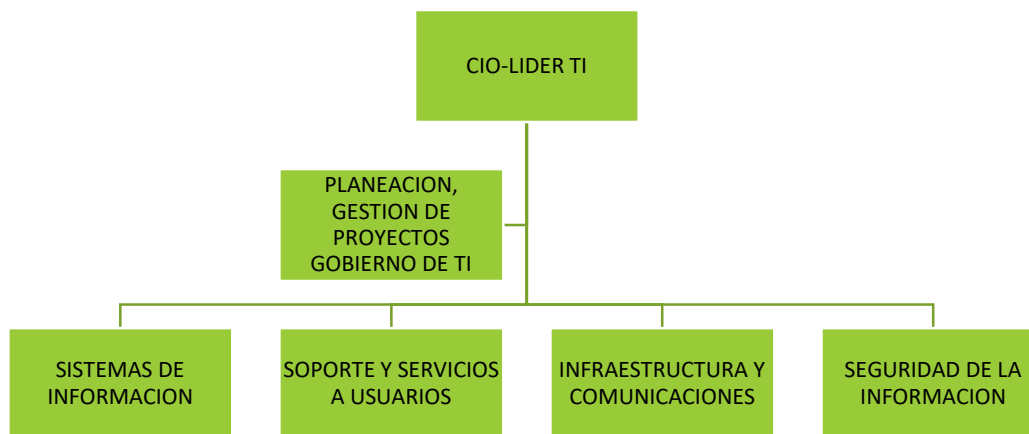 CIO-LIDER TI
PLANEACION,
GESTION DE
PROYECTOS
GOBIERNO DE TI
SISTEMAS DE
INFORMACION
SOPORTE Y SERVICIOS
A USUARIOS
INFRAESTRUCTURA Y
COMUNICACIONES
SEGURIDAD DE LA
INFORMACION